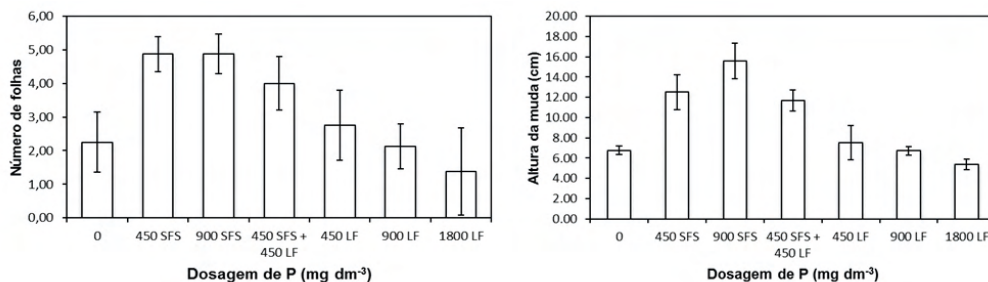 Número de folhas
6,00
5,00
4,00
3,00
2,00
1,00
0,00
0
450 SFS
900 SFS
450 SFS +
450 LF
450 LF
900 LF
1800 LF
Dosagem de P (mg dm-3)
Altura da muda (cm)
20.00
18.00
16.00
14.00
12.00
10.00
8.00
6.00
4.00
2.00
0.00
0
450 SFS
900 SFS
450 SFS +
450 LF
450 LF
900 LF
1800 LF
Dosagem de P (mg dm-3)